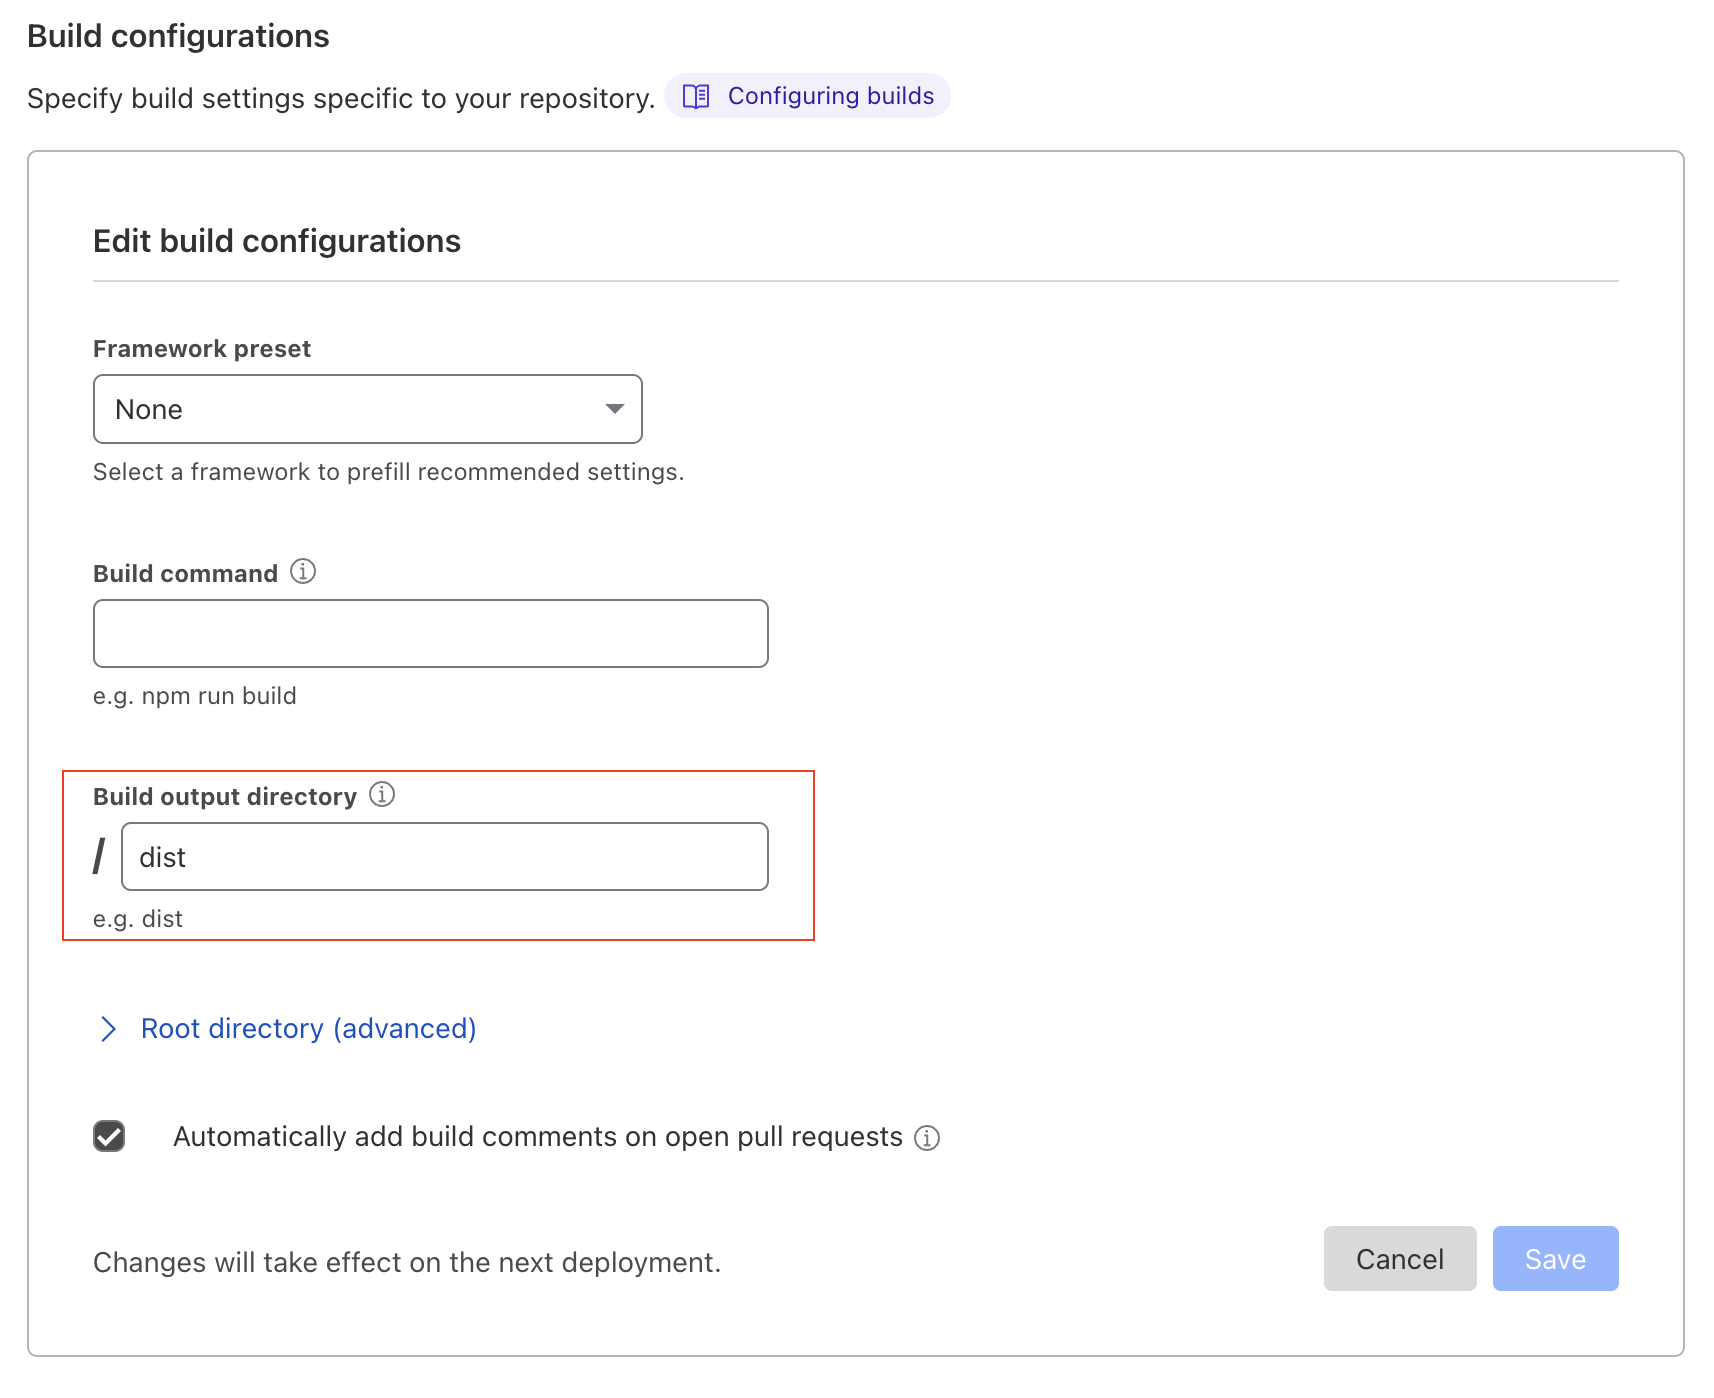 Build configurations
Specify build settings specific to your repository. Configuring builds
Edit build configurations
Framework preset
None
Select a framework to prefill recommended settings.
Build command
e.g. npm run build
Build output directory
/ dist
e.g. dist
Root directory (advanced)
Automatically add build comments on open pull requests
Changes will take effect on the next deployment. Cancel Save